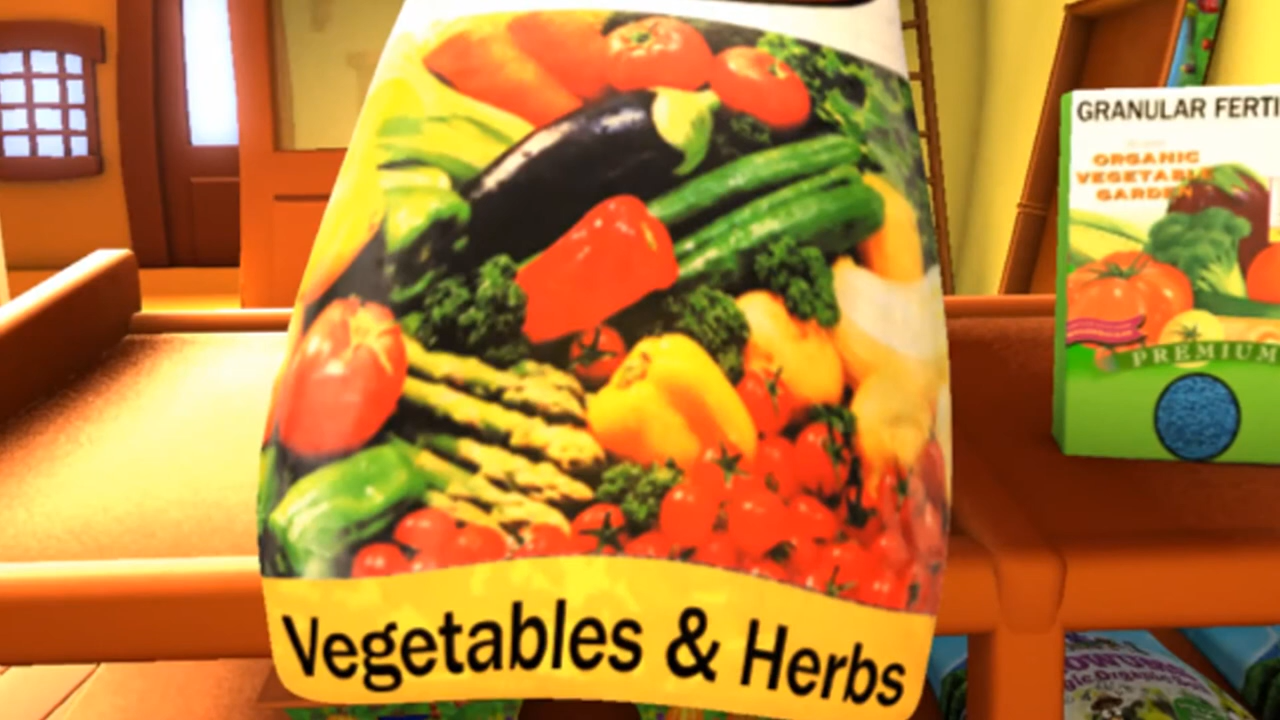 Vegetables & Herbs
GRANULAR FERTI
ORGANIC
VEGETABLE
GARDEN
PREMIUM